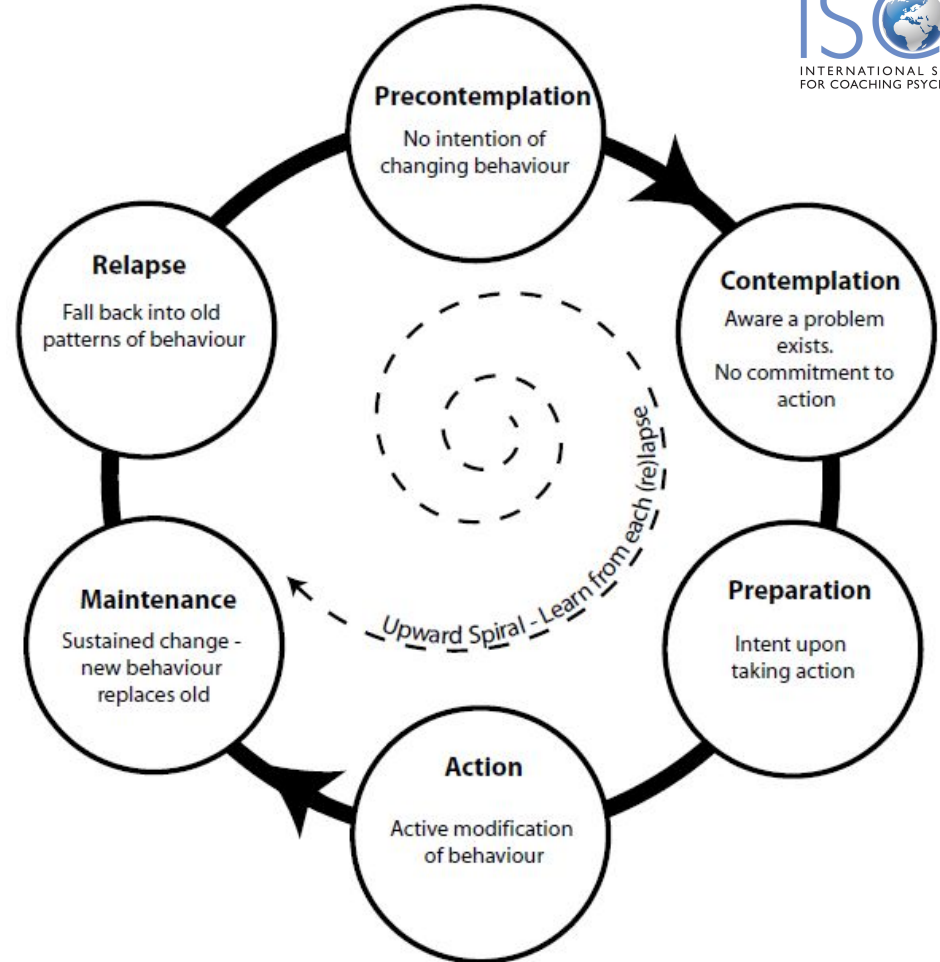 IS
INTERNATIONAL S
FOR COACHING PSYC
Precontemplation
No intention of
changing behaviour
Contemplation
Aware a problem
exists.
No commitment to
action
Preparation
Intent upon
taking action
Action
Active modification
of behaviour
Maintenance
Sustained change -
new behaviour
replaces old
Relapse
Fall back into old
patterns of behaviour
Upward Spiral - Learn from each (re)lapse